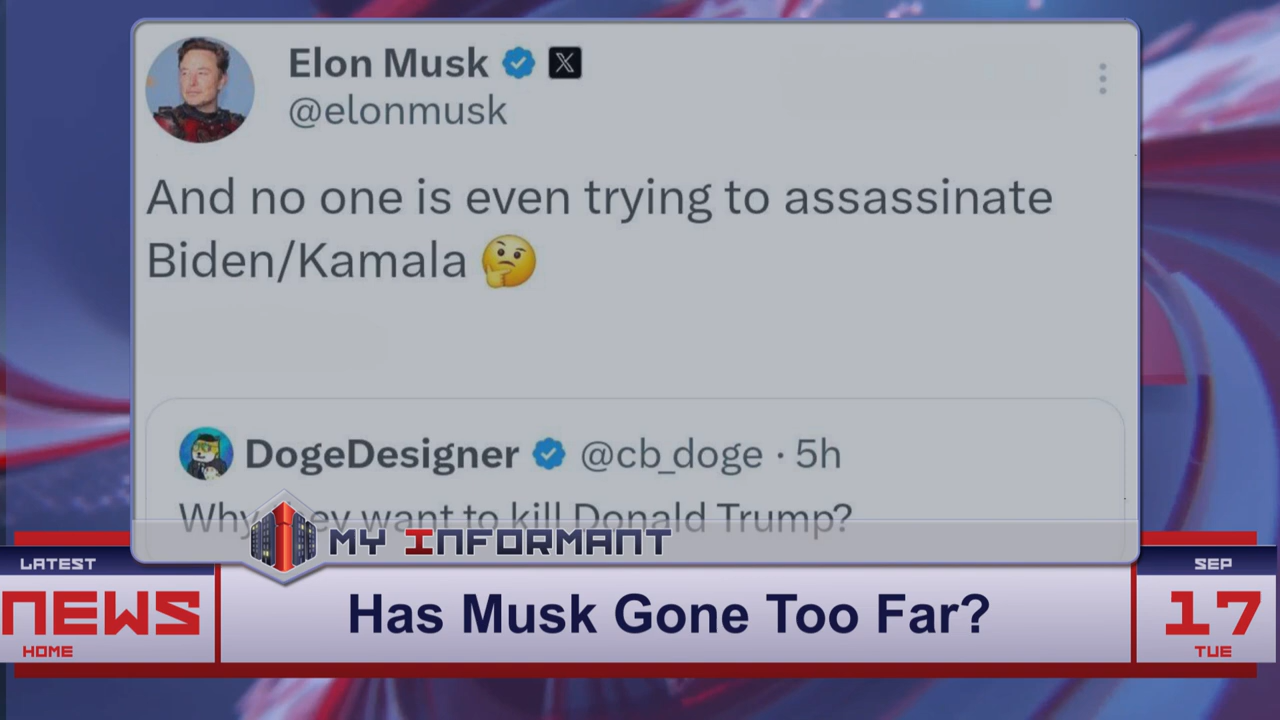 Elon Musk X
@elonmusk
And no one is even trying to assassinate
Biden/Kamala
DogeDesigner @cb_doge · 5h
want to kill Donald Trump?
MY INFORMANT
LATEST
NEWS
HOME
Has Musk Gone Too Far?
SEP
17
TUE